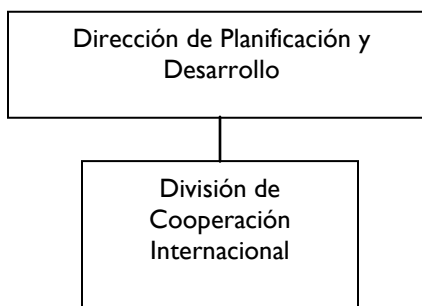 Dirección de Planificación y
Desarrollo
División de
Cooperación
Internacional